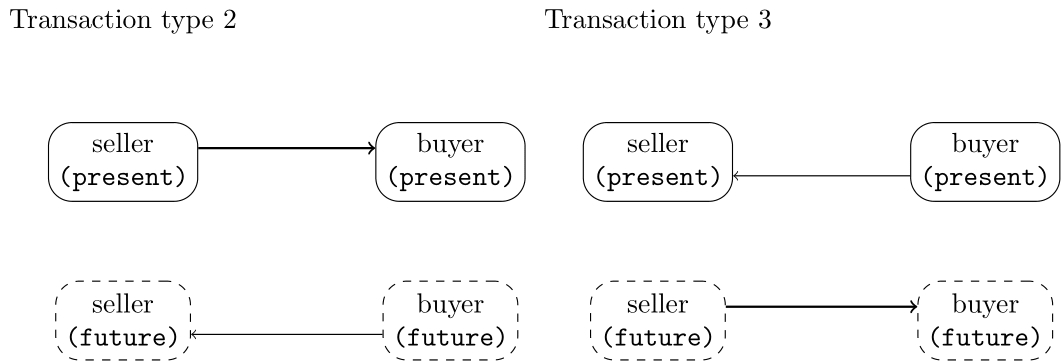 Transaction type 2
Transaction type 3
seller
(present)
buyer
(present)
seller
(present)
buyer
(present)
seller
(future)
buyer
(future)
seller
(future)
buyer
(future)